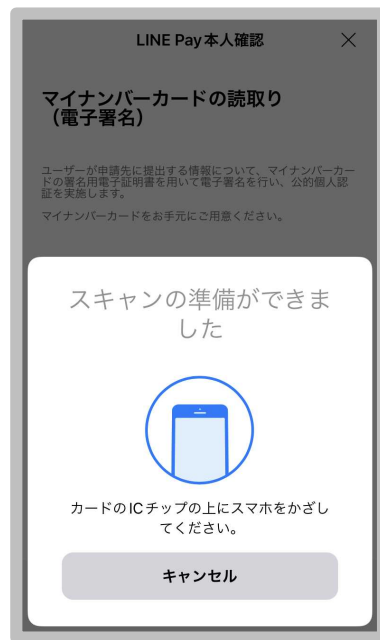 LINE Pay 本人確認
マイナンバーカードの読取り
（電子署名）
ユーザーが申請先に提出する情報について、マイナンバーカー
ドの署名用電子証明書を用いて電子署名を行い、公的個人認
証を実施します。
マイナンバーカードをお手元にご用意ください。
スキャンの準備ができま
した
カードのICチップの上にスマホをかざし
てください。
キャンセル